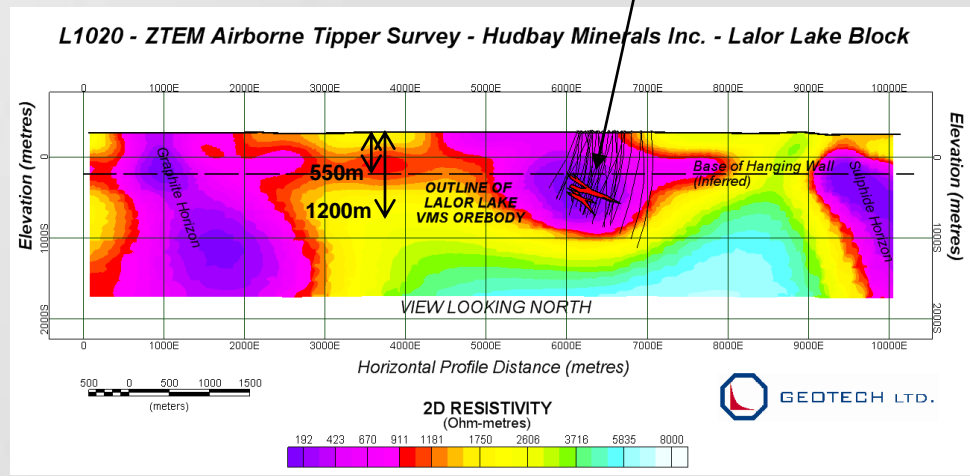 L1020 - ZTEM Airborne Tipper Survey - Hudbay Minerals Inc. - Lalor Lake Block
0 1000E 2000E 3000E 4000E 5000E 6000E 7000E 8000E 9000E 10000E
Elevation (metres)
0
1000S
2000S
Graphite Horizon
550m
1200m
OUTLINE OF
LALOR LAKE
VMS OREBODY
Base of Hanging Wall
(Inferred)
Sulphide Horizon
Elevation (metres)
0
1000S
2000S
VIEW LOOKING NORTH
0 1000E 2000E 3000E 4000E 5000E 6000E 7000E 8000E 9000E 10000E
Horizontal Profile Distance (metres)
500 0 500 1000 1500
(meters)
GEOTECH LTD.
2D RESISTIVITY
(Ohm-metres)
192 423 670 911 1181 1750 2606 3716 5835 8000